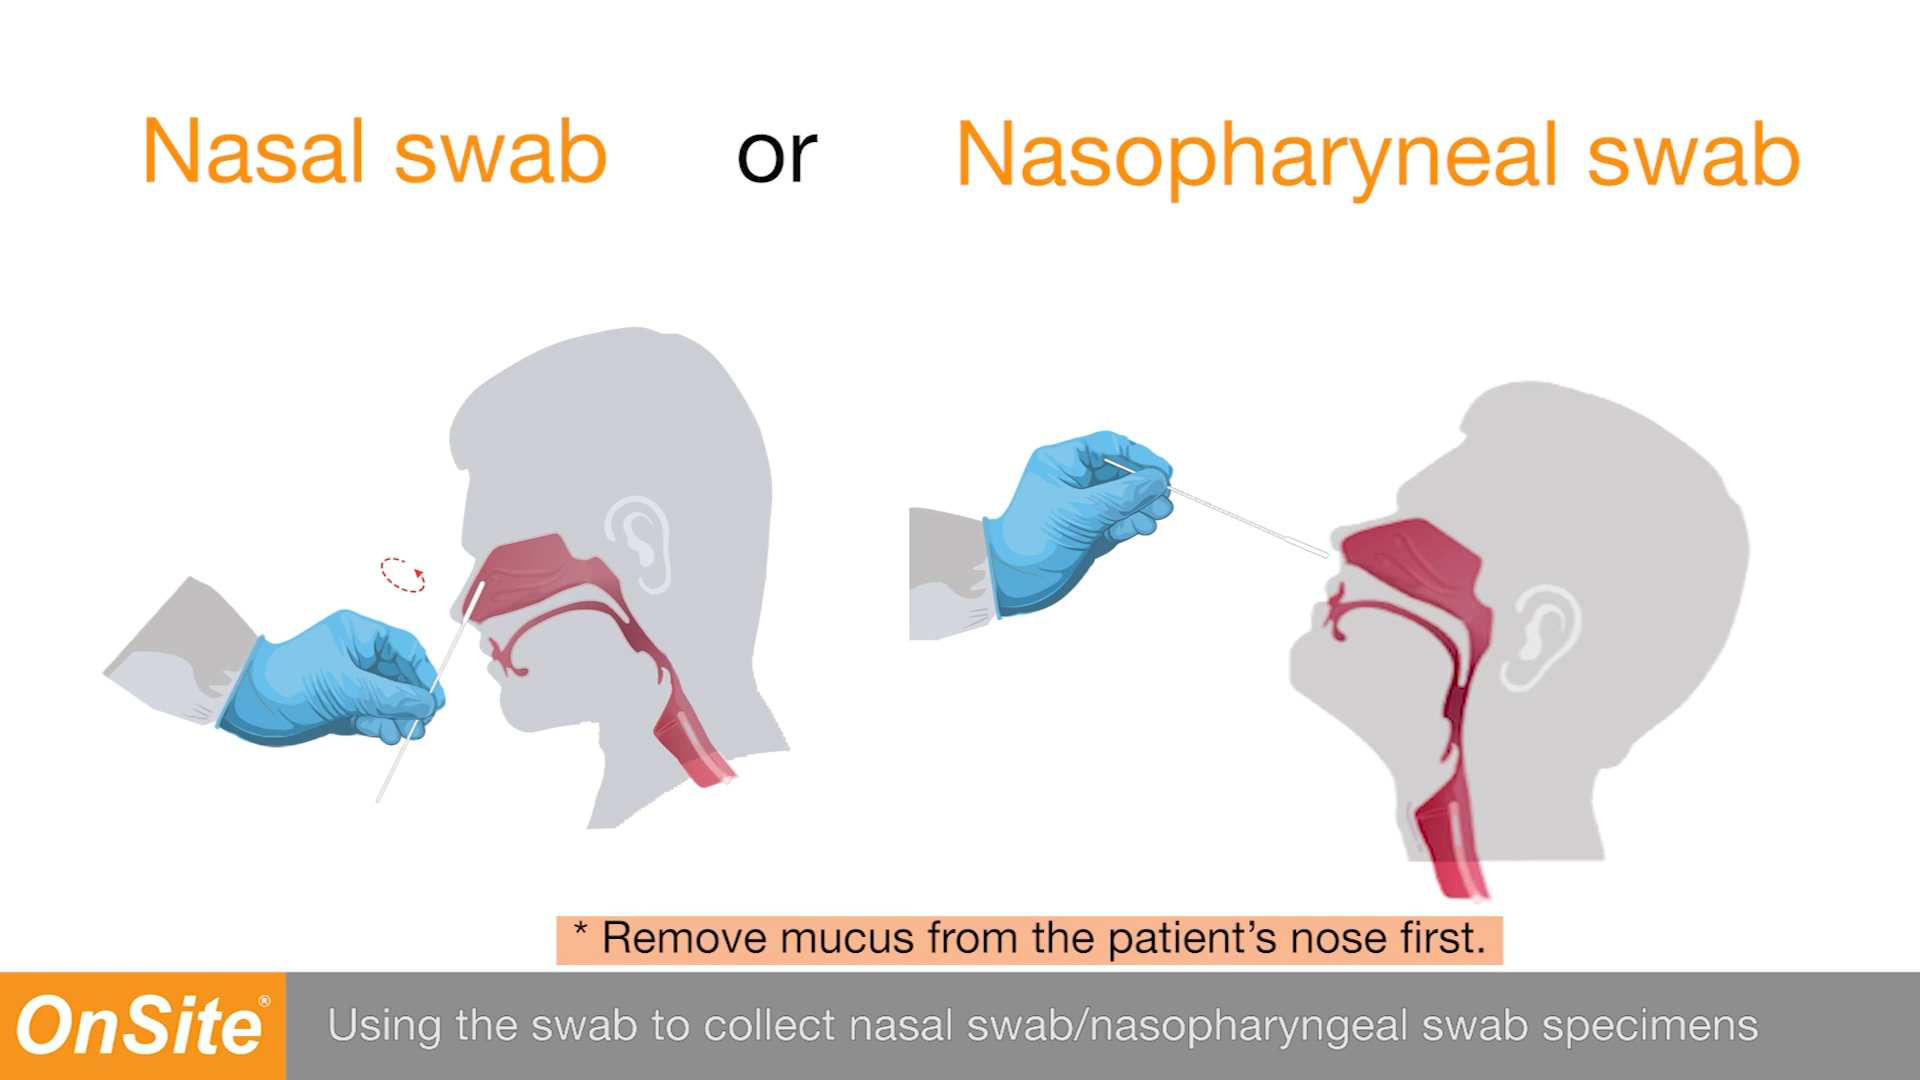 Nasal swab or Nasopharyneal swab
* Remove mucus from the patient’s nose first.
OnSite®
Using the swab to collect nasal swab/nasopharyngeal swab specimens